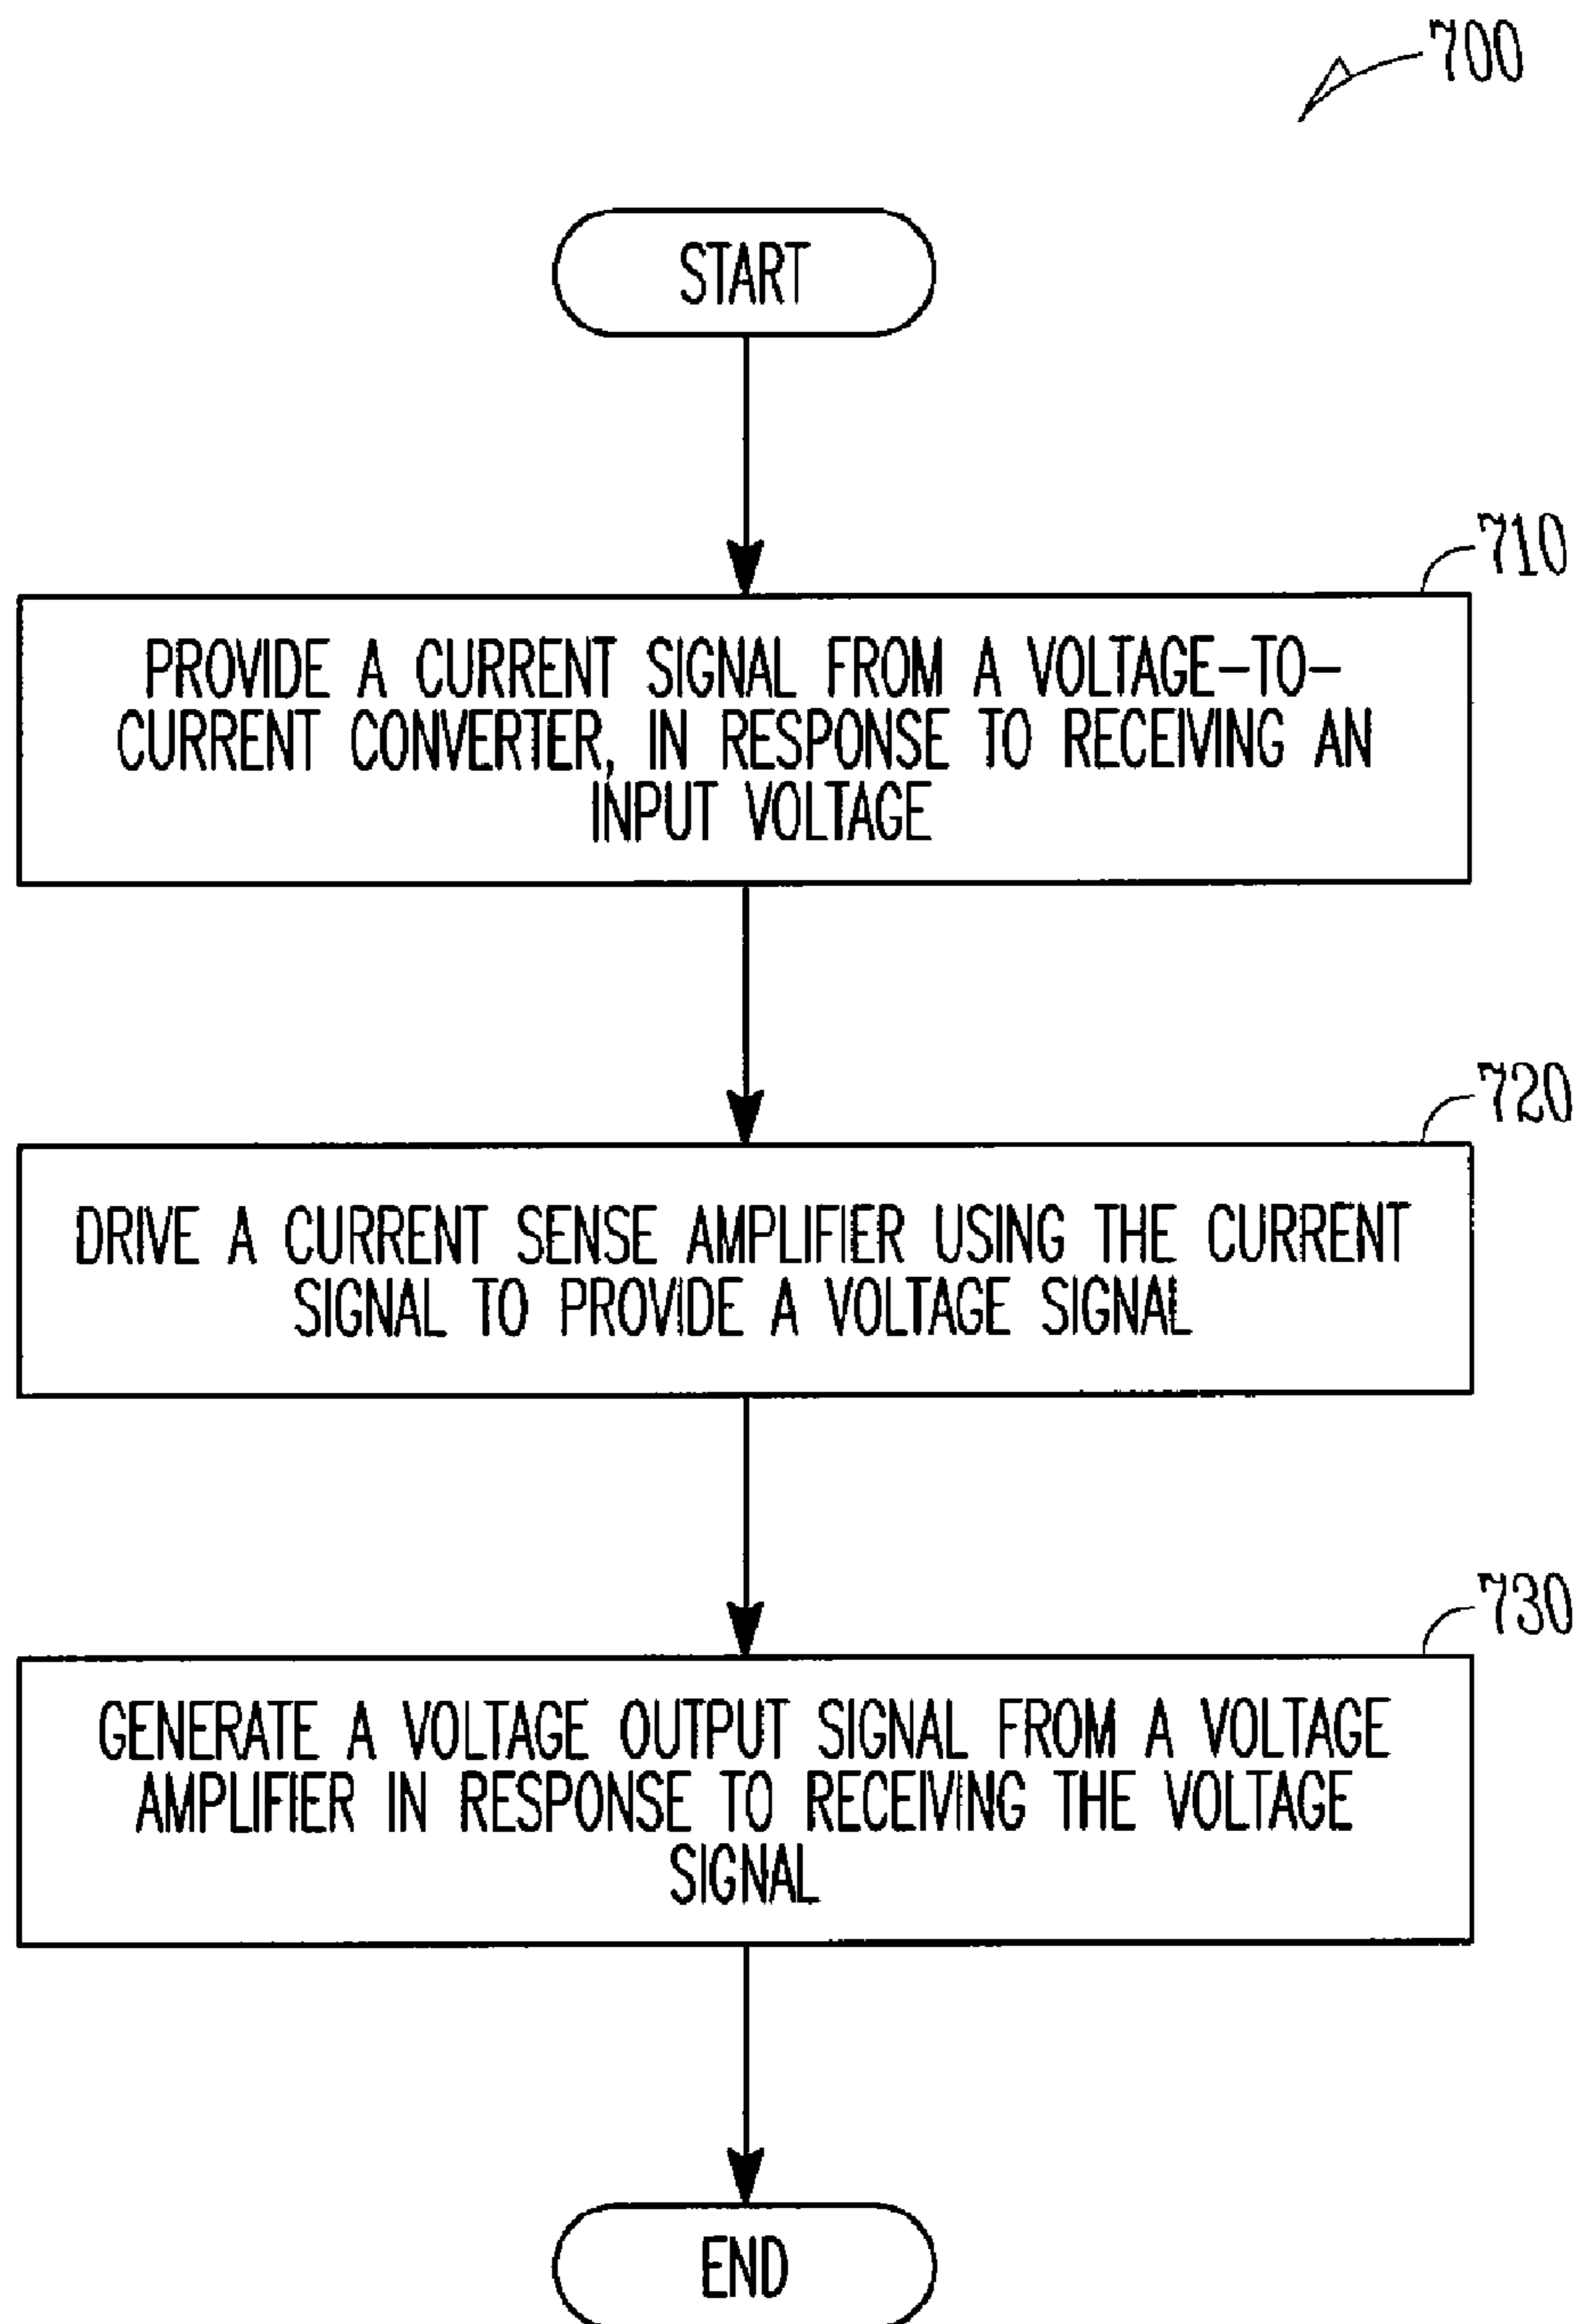 700
START
710
PROVIDE A CURRENT SIGNAL FROM A VOLTAGE-TO-
CURRENT CONVERTER, IN RESPONSE TO RECEIVING AN
INPUT VOLTAGE
720
DRIVE A CURRENT SENSE AMPLIFIER USING THE CURRENT
SIGNAL TO PROVIDE A VOLTAGE SIGNAL
730
GENERATE A VOLTAGE OUTPUT SIGNAL FROM A VOLTAGE
AMPLIFIER IN RESPONSE TO RECEIVING THE VOLTAGE
SIGNAL
END